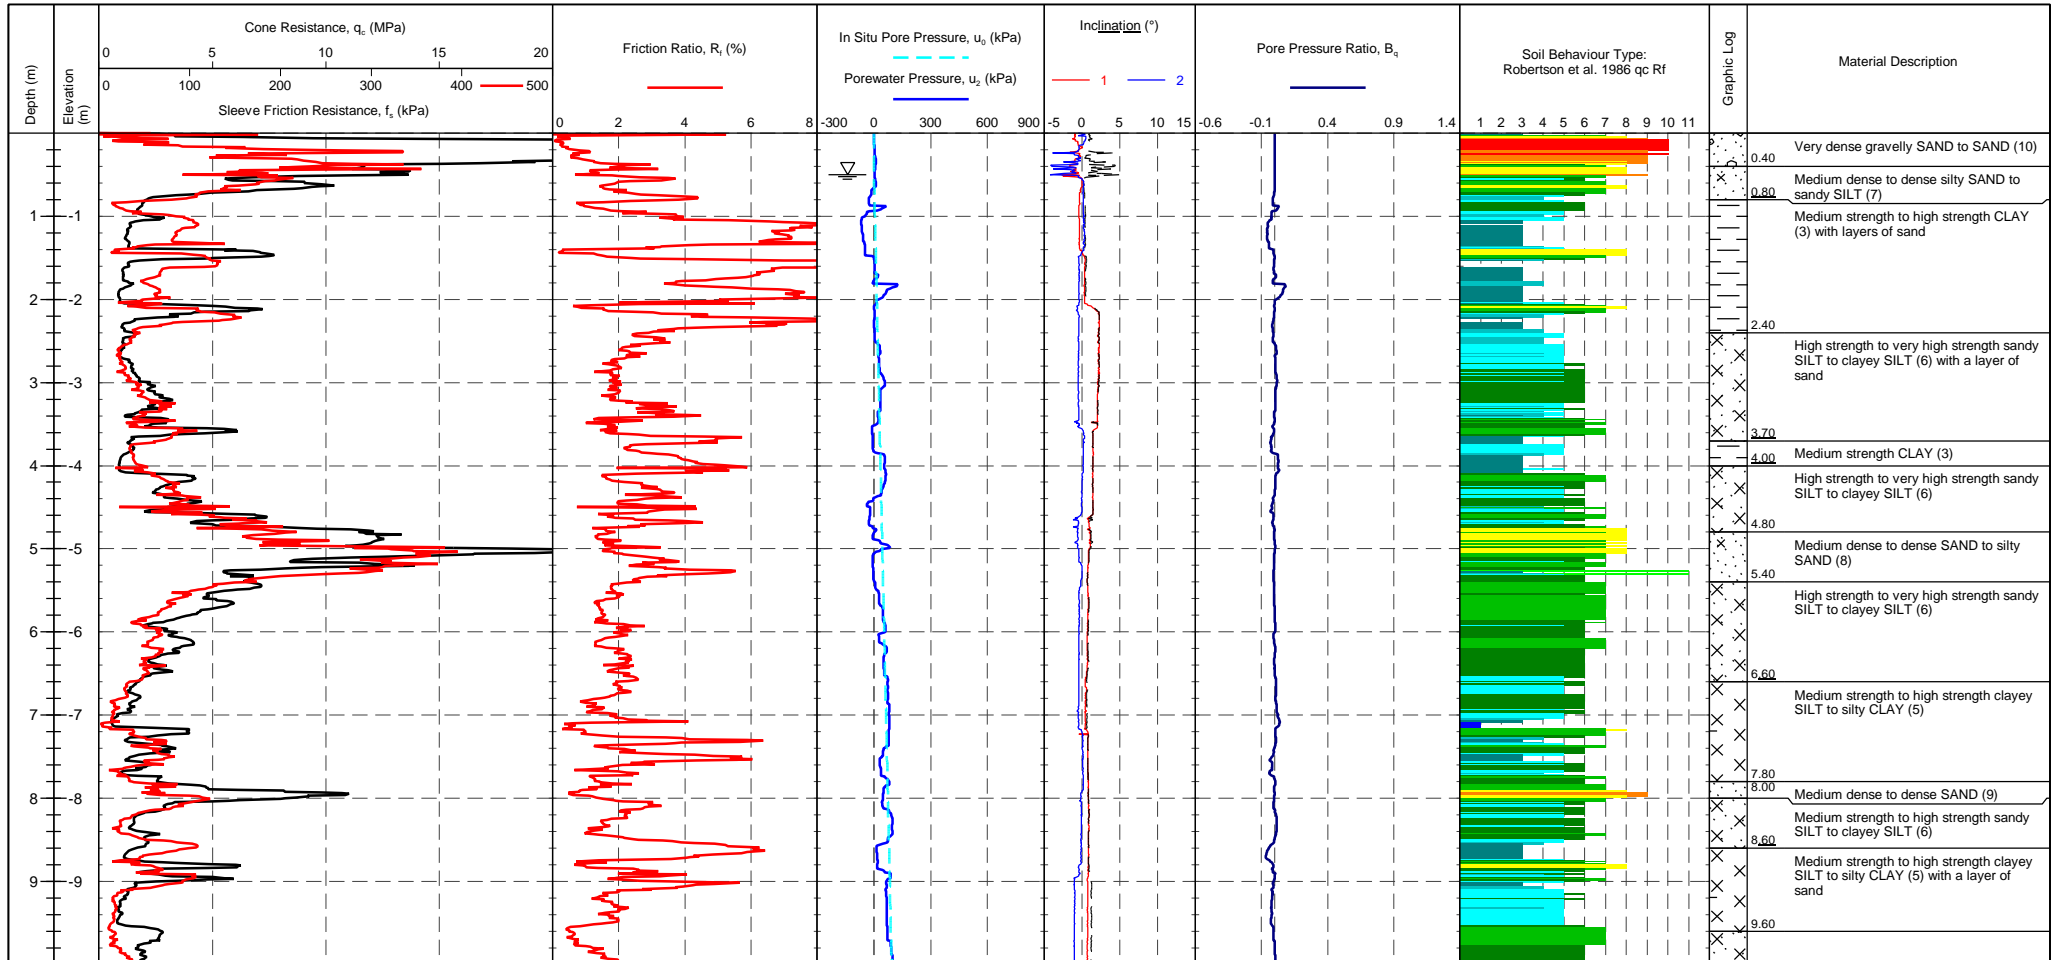 Depth (m)
Elevation (m)
Cone Resistance, qc (MPa)
0 5 10 15 20
0 100 200 300 400 500
Sleeve Friction Resistance, fs (kPa)
Friction Ratio, Rf (%)
0 2 4 6 8
In Situ Pore Pressure, u0 (kPa)
Porewater Pressure, u2 (kPa)
-300 0 300 600 900
Inclination (°)
1 2
-5 0 5 10 15
Pore Pressure Ratio, Bq
-0.6 -0.1 0.4 0.9 1.4
Soil Behaviour Type:
Robertson et al. 1986 qc Rf
1 2 3 4 5 6 7 8 9 10 11
Graphic Log
Material Description
Very dense gravelly SAND to SAND (10)
0.40
Medium dense to dense silty SAND to
sandy SILT (7)
0.80
1 -1
Medium strength to high strength CLAY
(3) with layers of sand
2 -2
2.40
High strength to very high strength sandy
SILT to clayey SILT (6) with a layer of
sand
3 -3
3.70
Medium strength CLAY (3)
4 -4
4.00
High strength to very high strength sandy
SILT to clayey SILT (6)
4.80
Medium dense to dense SAND to silty
SAND (8)
5 -5
5.40
High strength to very high strength sandy
SILT to clayey SILT (6)
6 -6
6.60
Medium strength to high strength clayey
SILT to silty CLAY (5)
7 -7
7.80
Medium dense to dense SAND (9)
8 -8
8.00
Medium strength to high strength sandy
SILT to clayey SILT (6)
8.60
Medium strength to high strength clayey
SILT to silty CLAY (5) with a layer of
sand
9 -9
9.60